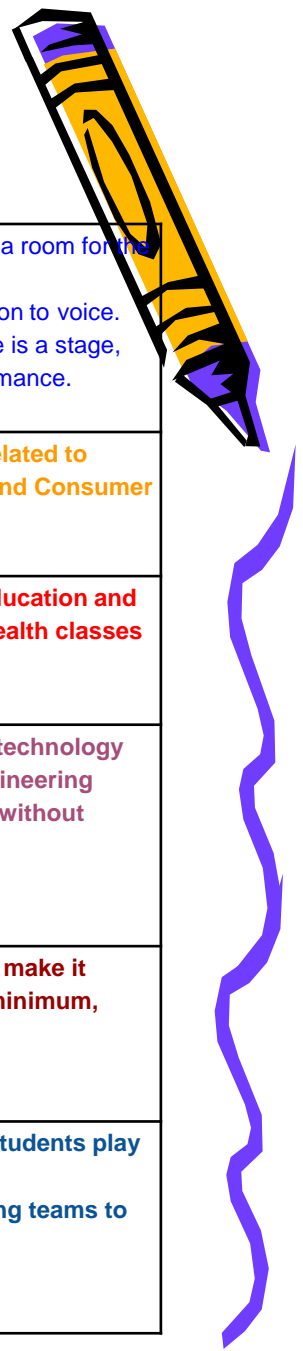 a room for the
on to voice.
e is a stage,
mance.
elated to
nd Consumer
ducation and
ealth classes
technology
ineering
without
make it
minimum,
tudents play
ng teams to